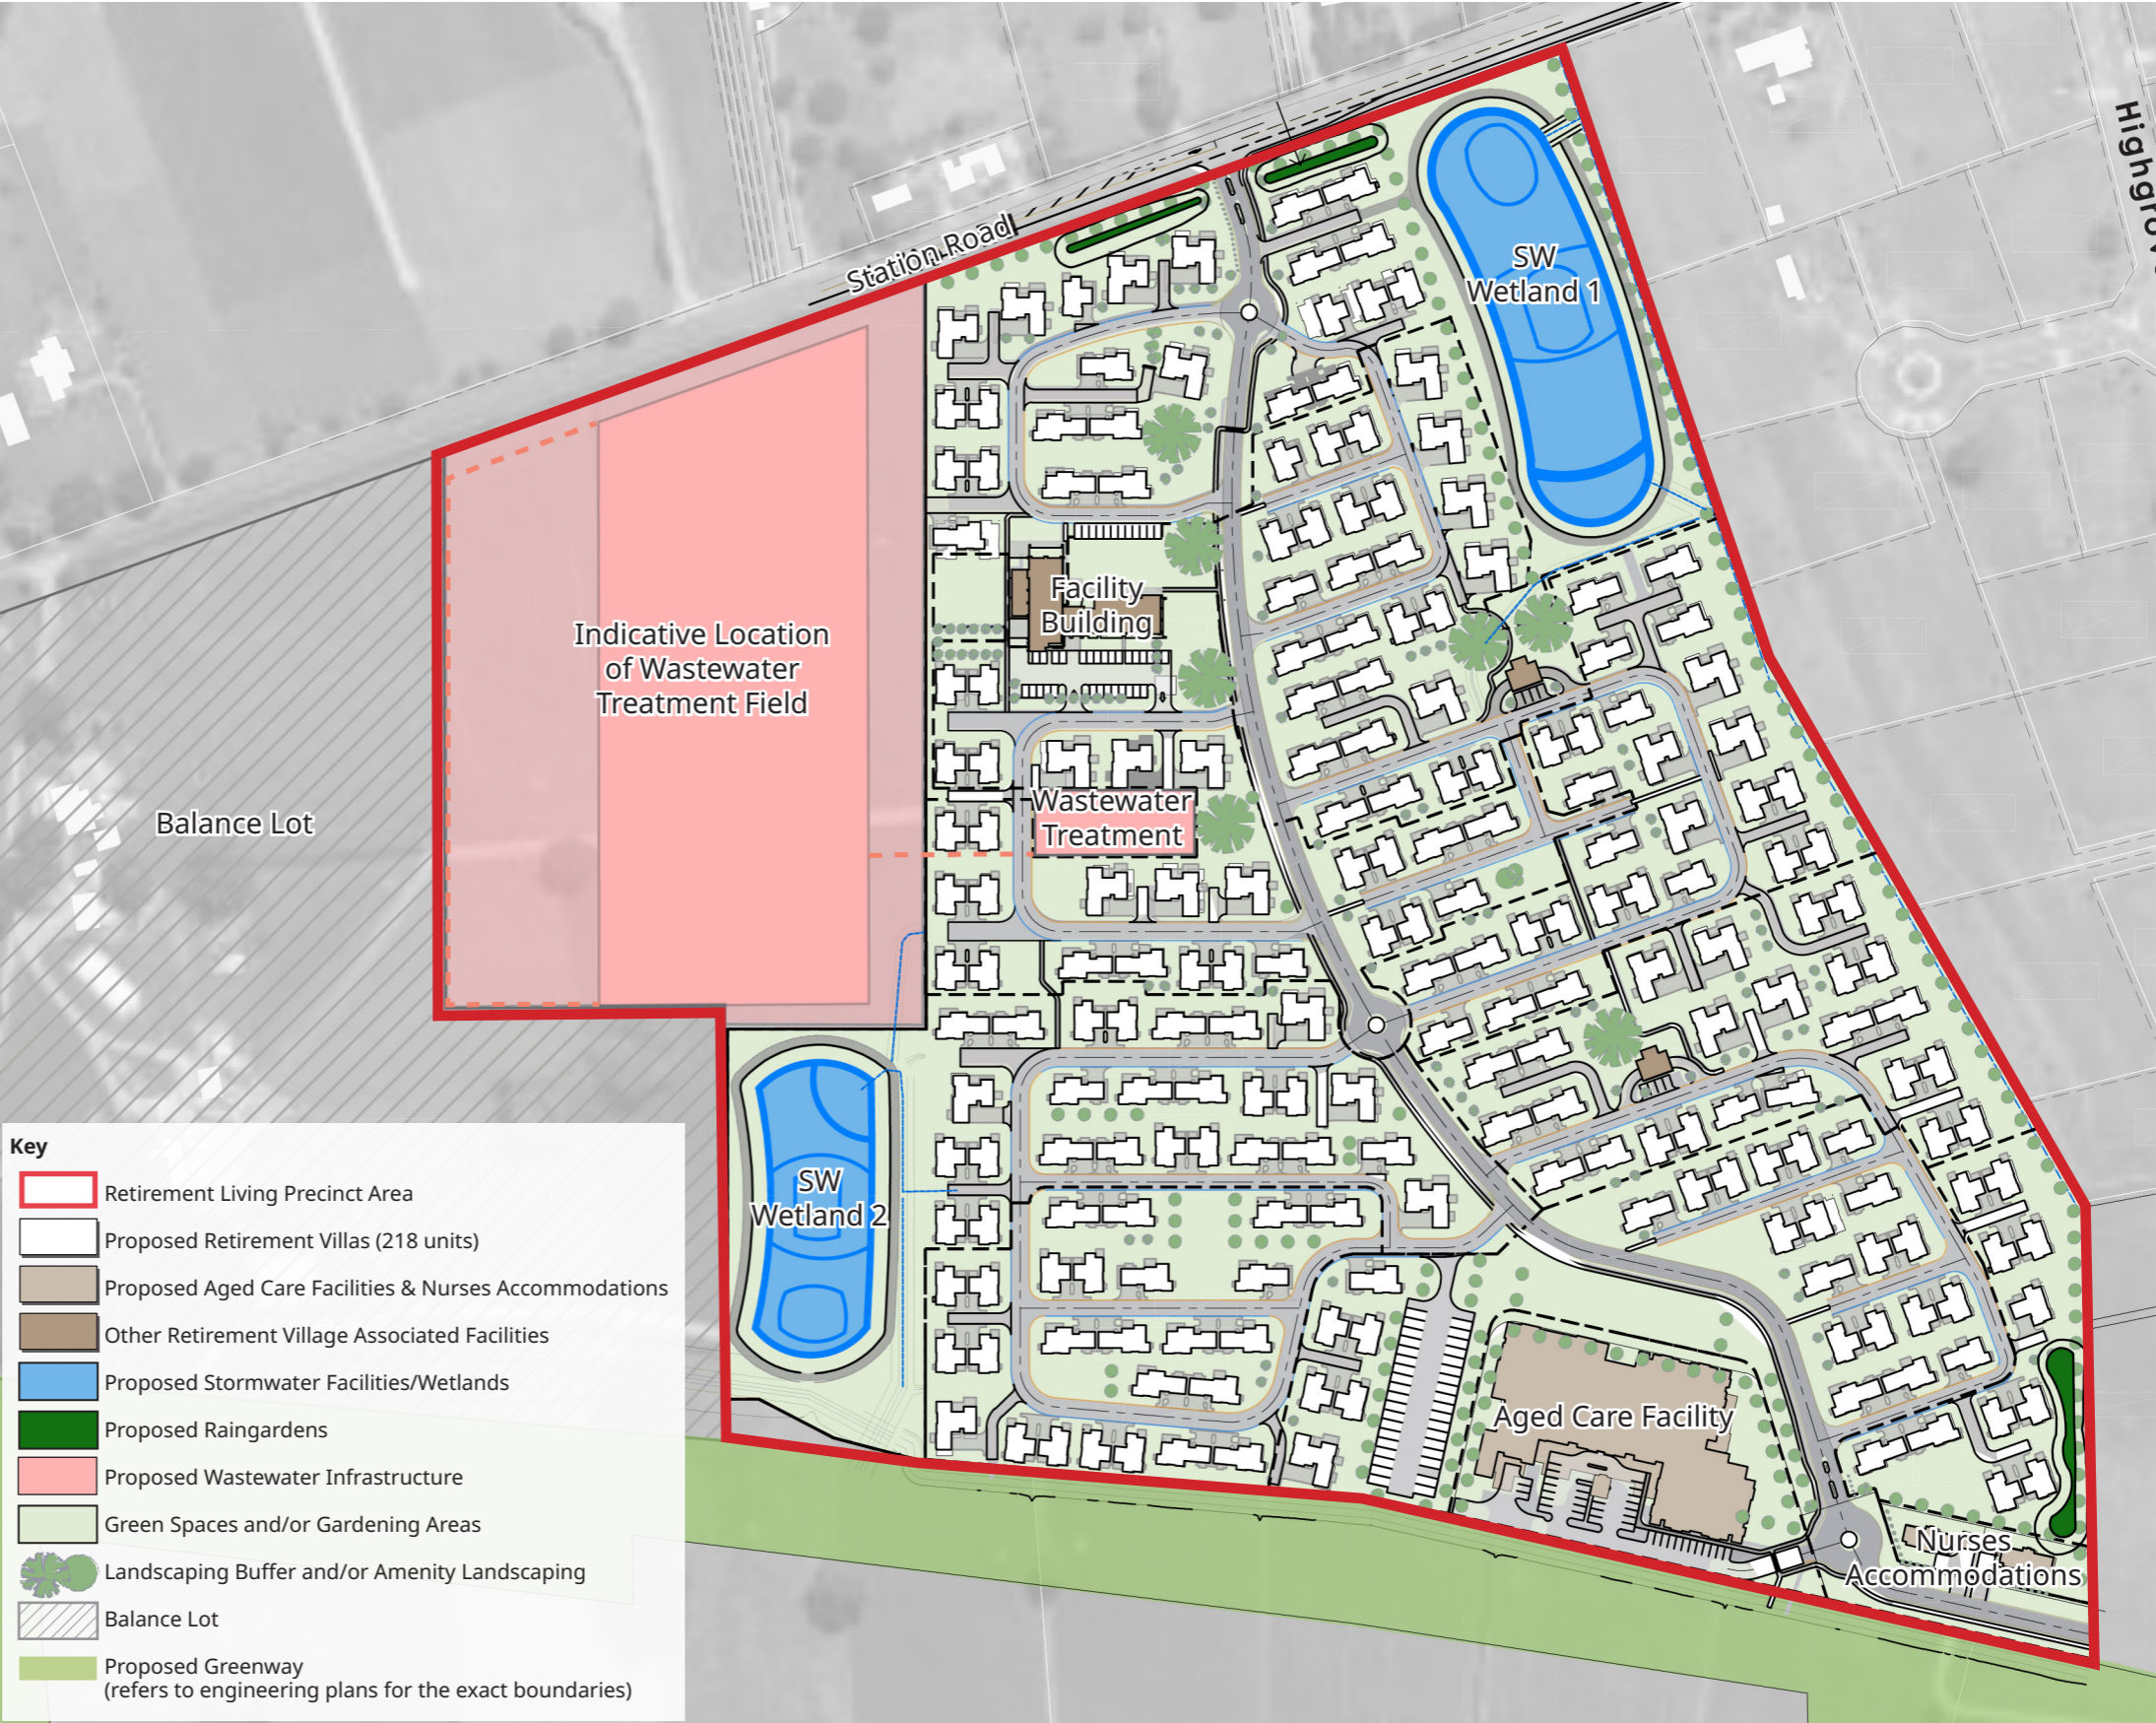 Station Road
SW
Wetland 1
Facility
Building
Indicative Location
of Wastewater
Treatment Field
Balance Lot
Wastewater
Treatment
SW
Wetland 2
Aged Care Facility
Nurses
Accommodations
Key
Retirement Living Precinct Area
Proposed Retirement Villas (218 units)
Proposed Aged Care Facilities & Nurses Accommodations
Other Retirement Village Associated Facilities
Proposed Stormwater Facilities/Wetlands
Proposed Raingardens
Proposed Wastewater Infrastructure
Green Spaces and/or Gardening Areas
Landscaping Buffer and/or Amenity Landscaping
Balance Lot
Proposed Greenway
(refers to engineering plans for the exact boundaries)